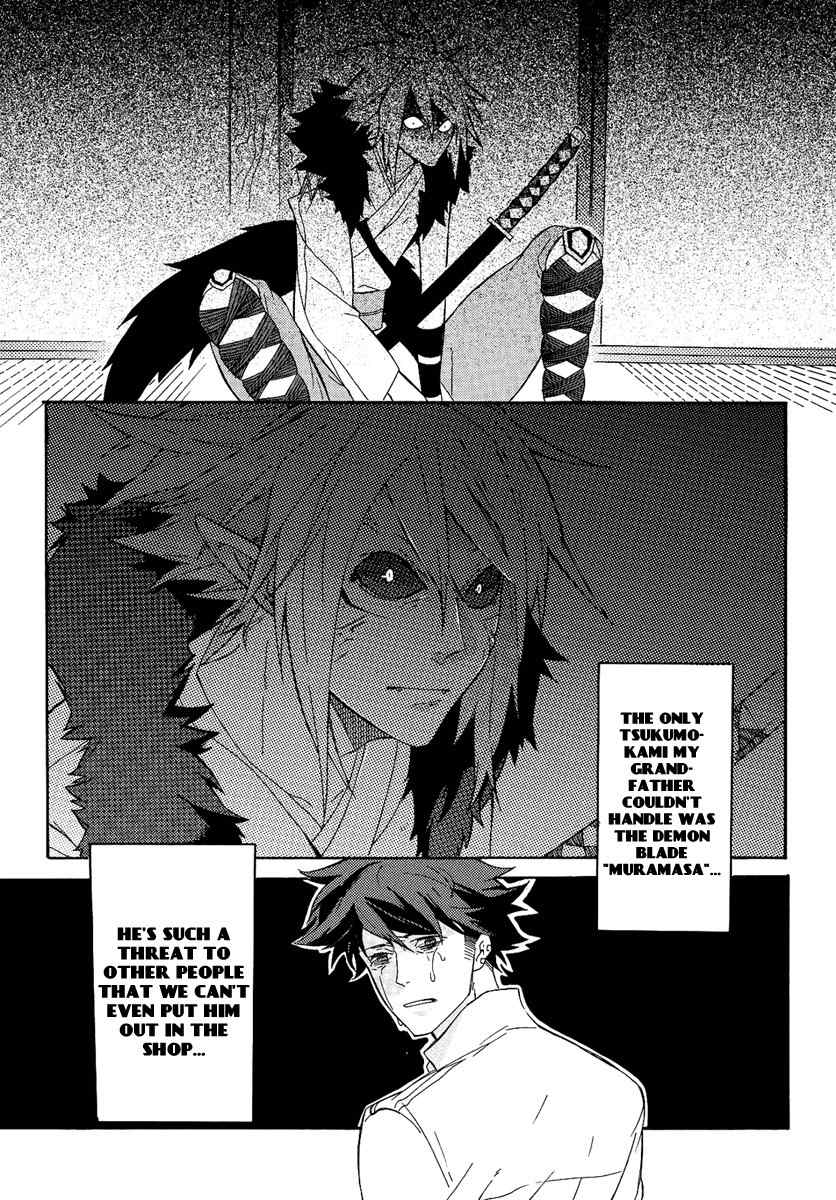 THE ONLY
TSUKUMO-
KAMI MY
GRAND-
FATHER
COULDN'T
HANDLE WAS
THE DEMON
BLADE
"MURAMASA"...
HE'S SUCH A
THREAT TO
OTHER PEOPLE
THAT WE CAN'T
EVEN PUT HIM
OUT IN THE
SHOP...